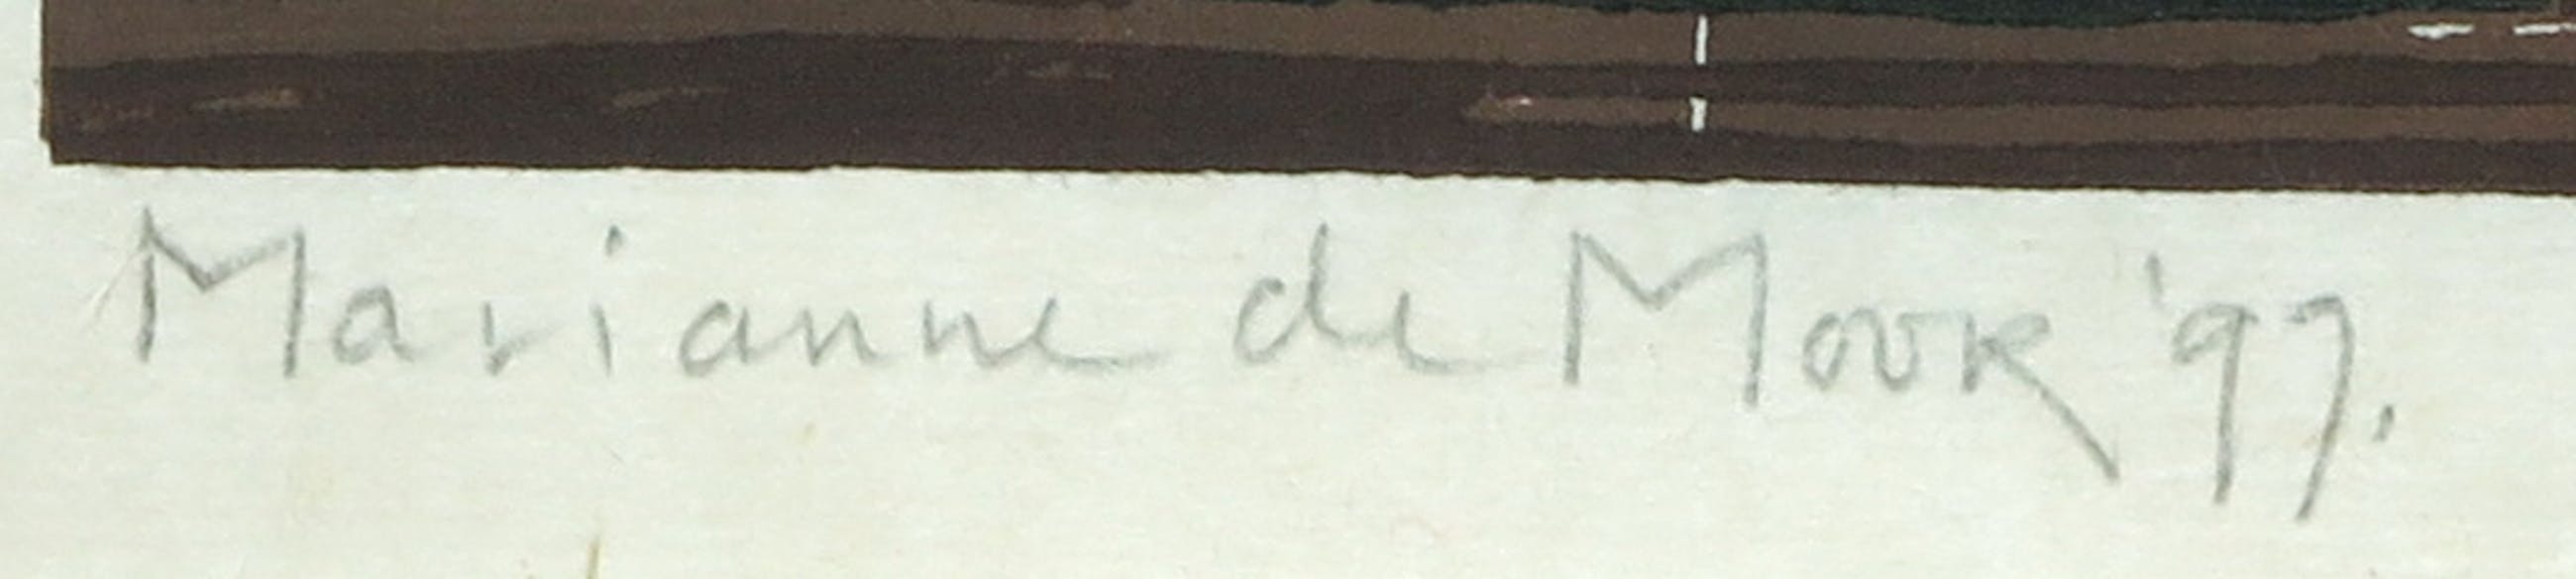 Marianne de Moor '97.